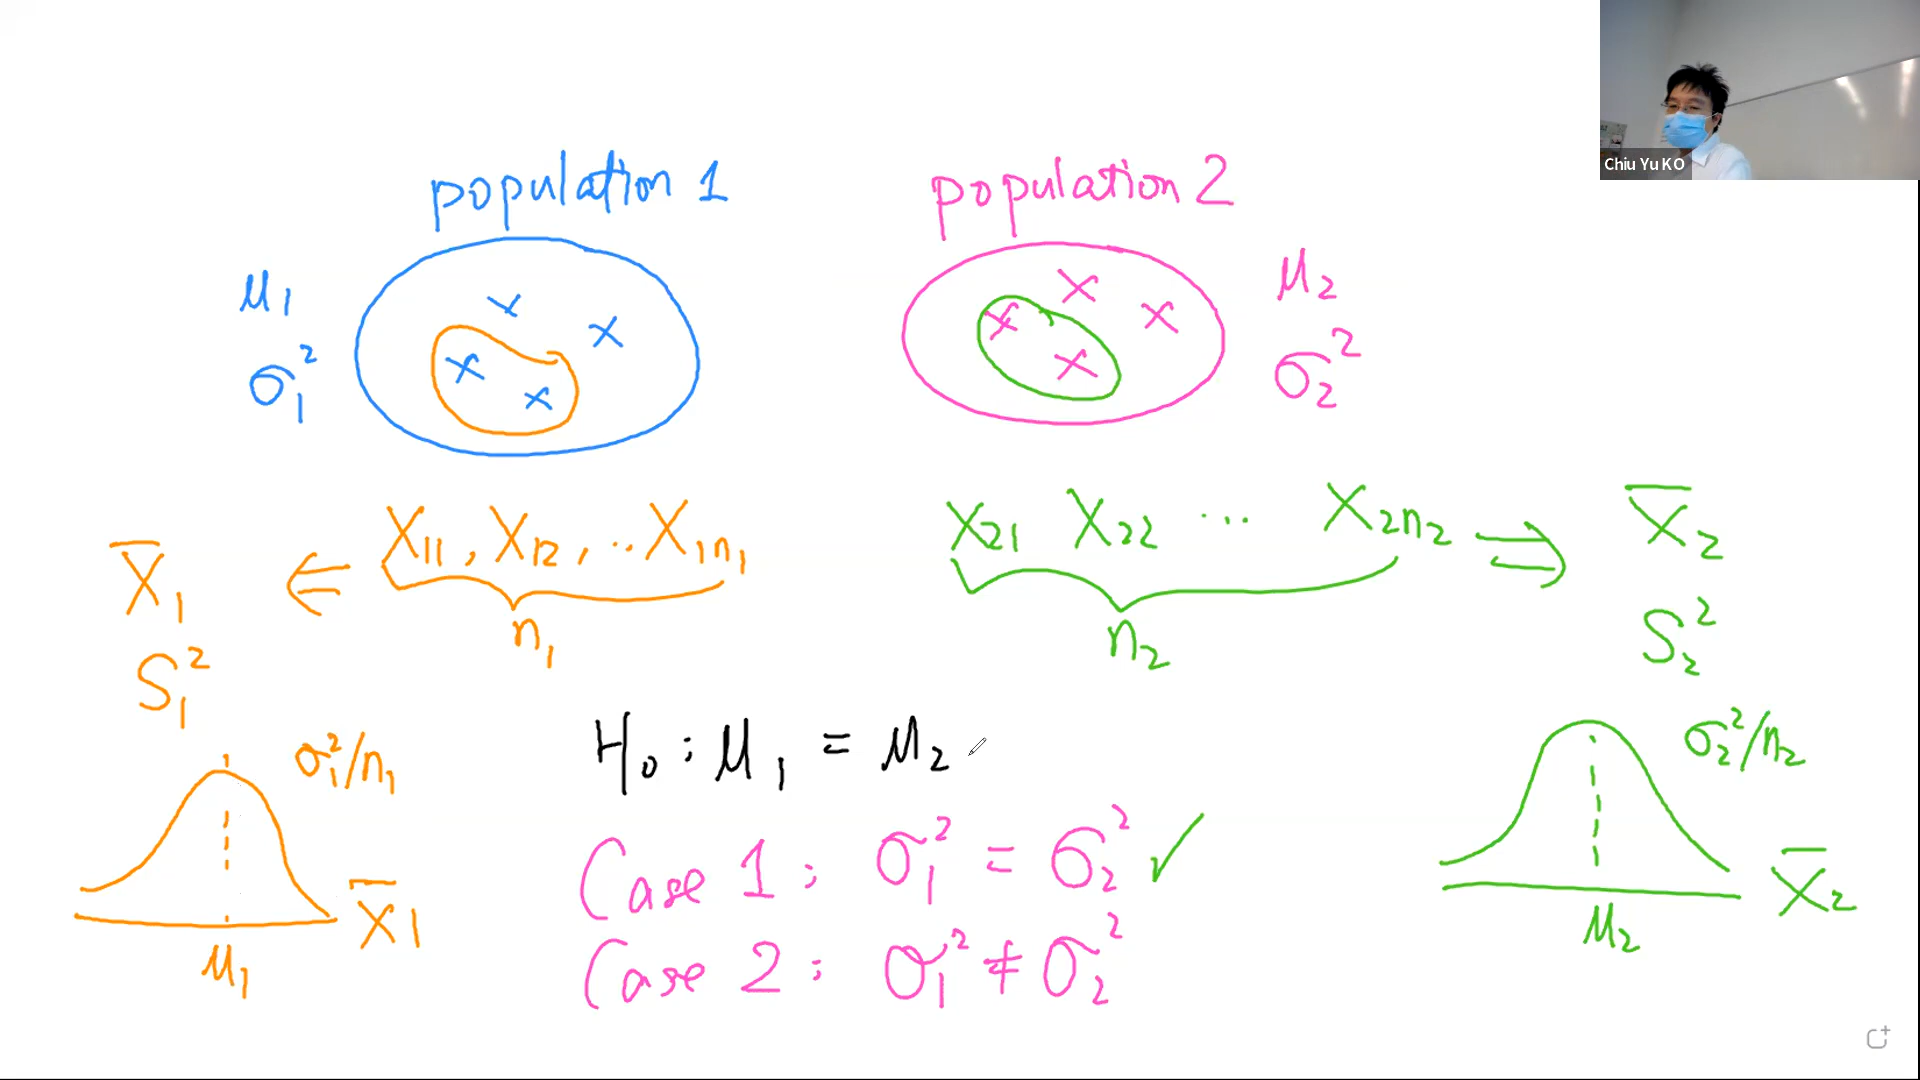 Chiu Yu KO
population 1
population 2
μ₁
σ₁²
μ₂
σ₂²
X₁₁, X₁₂, ... X₁ₙ₁
n₁
X̄₁
S₁²
X₂₁ X₂₂ ... X₂ₙ₂
n₂
X̄₂
S₂²
σ₁²/n₁
X̄₁
μ₁
H₀ : μ₁ = μ₂
Case 1 : σ₁² = σ₂² ✓
Case 2 : σ₁² ≠ σ₂²
σ₂²/n₂
X̄₂
μ₂